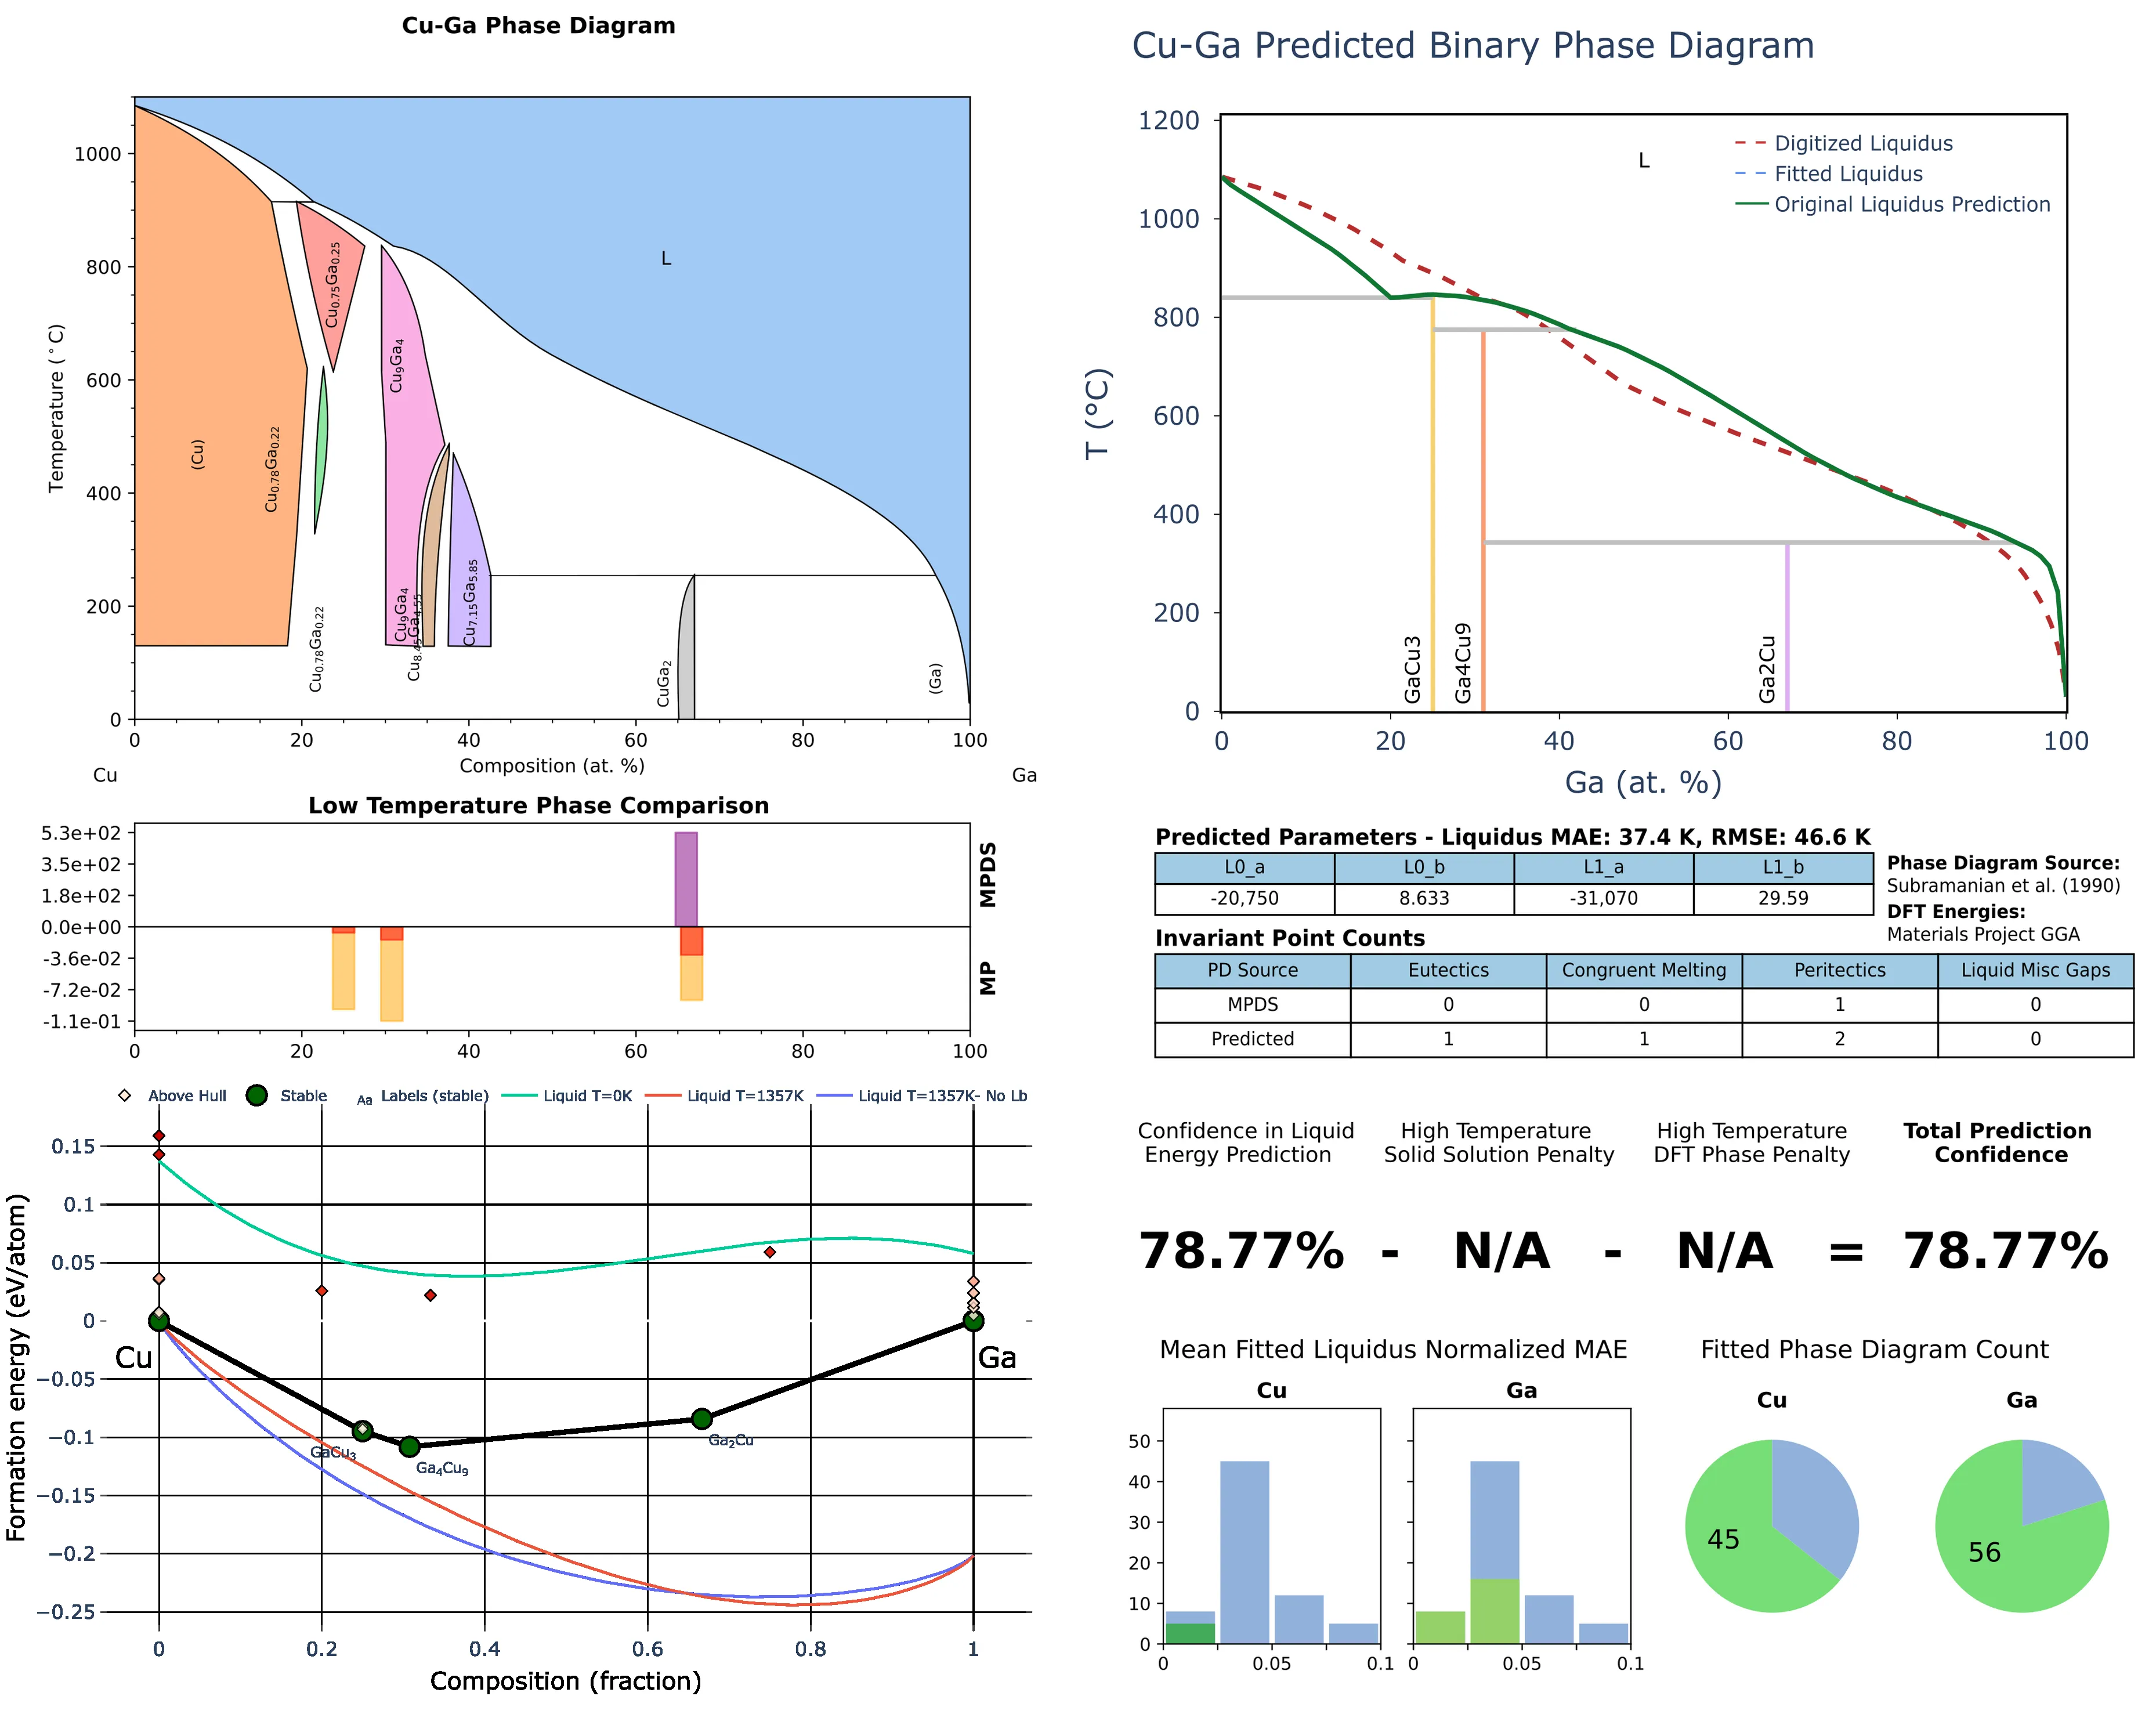 Cu-Ga Phase Diagram
Temperature (°C)
1000
800
600
400
200
0
L
(Cu)
Cu0.78Ga0.22
Cu0.75Ga0.25
Cu0.78Ga0.22
Cu9Ga4
Cu9Ga4
Cu8.45Ga4.55
Cu7.15Ga5.85
CuGa2
(Ga)
0 20 40 60 80 100
Composition (at. %)
Cu Ga
Low Temperature Phase Comparison
5.3e+02
3.5e+02
1.8e+02
0.0e+00
-3.6e-02
-7.2e-02
-1.1e-01
MPDS
MP
0 20 40 60 80 100
Above Hull Stable Aa Labels (stable) Liquid T=0K Liquid T=1357K Liquid T=1357K- No Lb
Formation energy (eV/atom)
0.15
0.1
0.05
0
−0.05
−0.1
−0.15
−0.2
−0.25
Cu Ga
GaCu3
Ga4Cu9
Ga2Cu
0 0.2 0.4 0.6 0.8 1
Composition (fraction)
Cu-Ga Predicted Binary Phase Diagram
T (°C)
1200
1000
800
600
400
200
0
L
Digitized Liquidus
Fitted Liquidus
Original Liquidus Prediction
GaCu3
Ga4Cu9
Ga2Cu
0 20 40 60 80 100
Ga (at. %)
Predicted Parameters - Liquidus MAE: 37.4 K, RMSE: 46.6 K
L0_a L0_b L1_a L1_b
-20,750 8.633 -31,070 29.59
Phase Diagram Source:
Subramanian et al. (1990)
DFT Energies:
Materials Project GGA
Invariant Point Counts
PD Source Eutectics Congruent Melting Peritectics Liquid Misc Gaps
MPDS 0 0 1 0
Predicted 1 1 2 0
Confidence in Liquid
Energy Prediction
High Temperature
Solid Solution Penalty
High Temperature
DFT Phase Penalty
Total Prediction
Confidence
78.77% - N/A - N/A = 78.77%
Mean Fitted Liquidus Normalized MAE
Cu Ga
50
40
30
20
10
0
0 0.05 0.1
0 0.05 0.1
Fitted Phase Diagram Count
Cu Ga
45
56